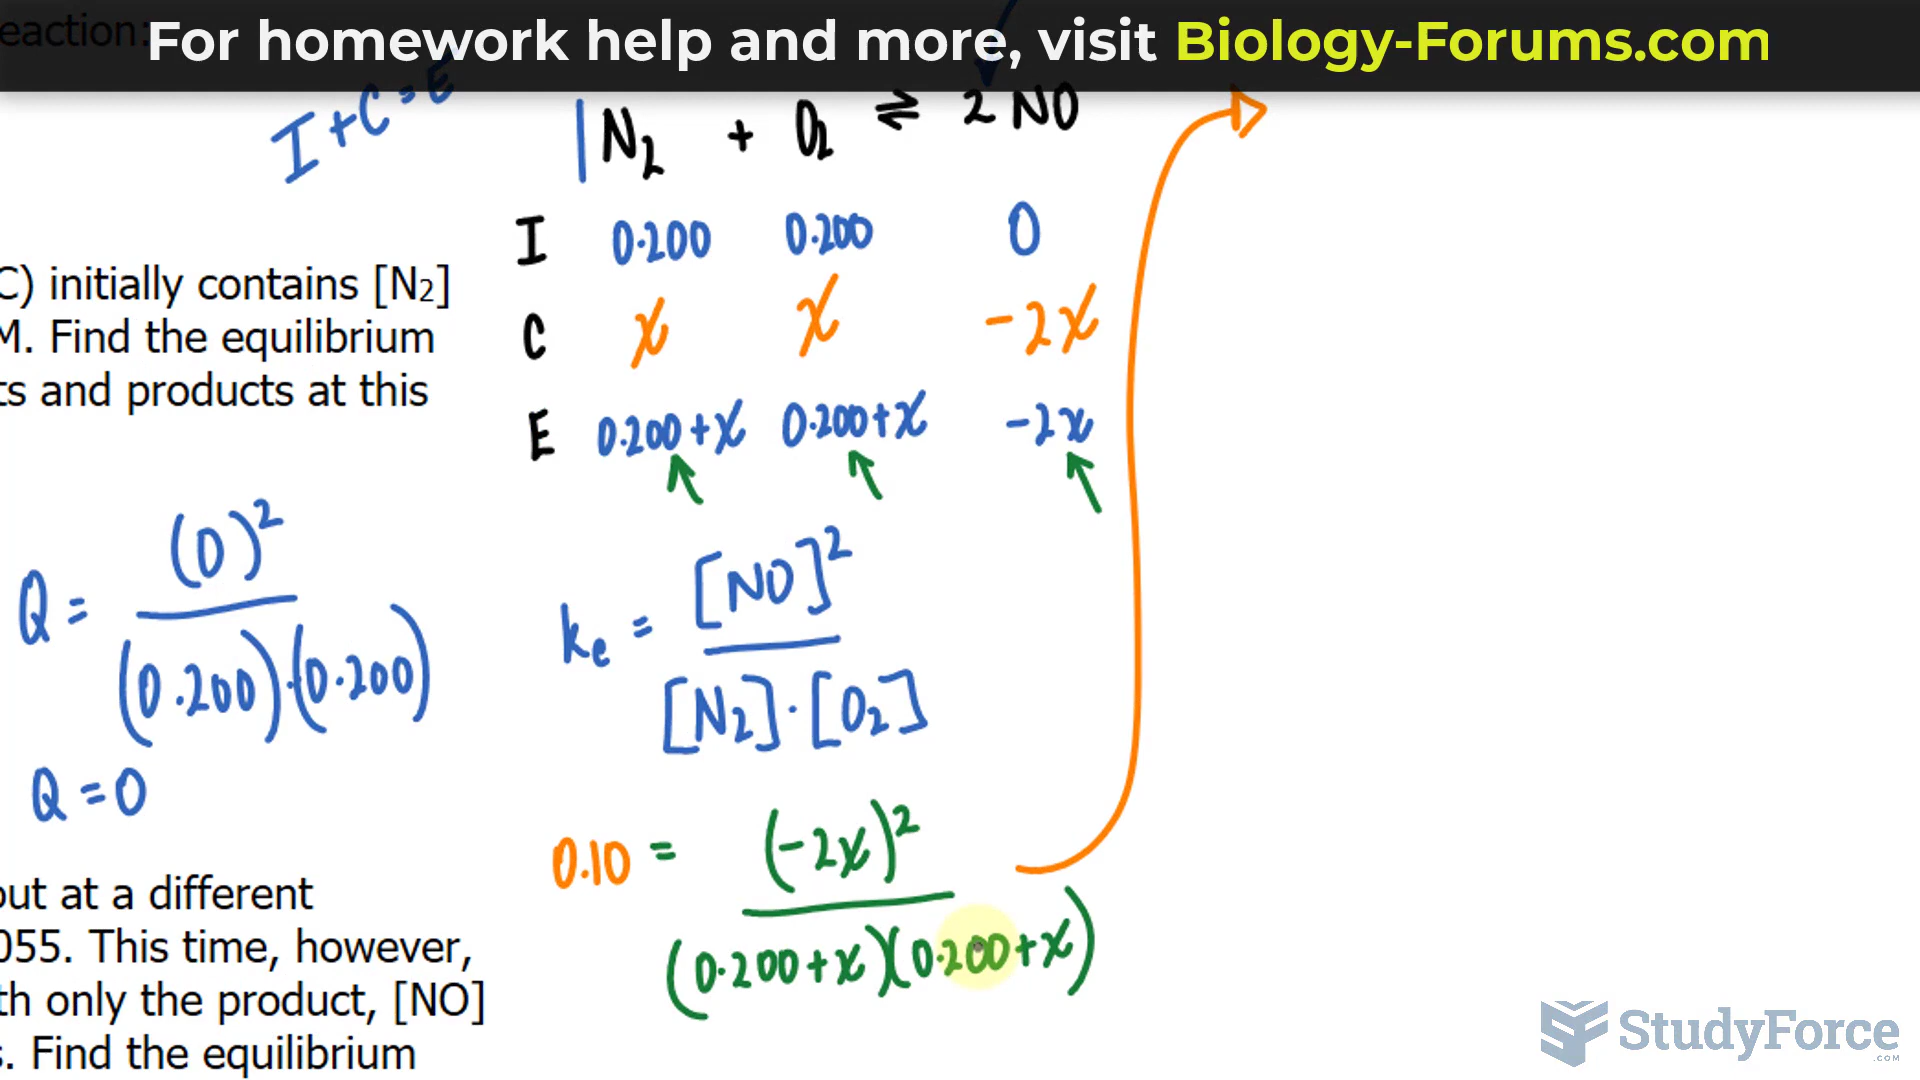 For homework help and more, visit Biology-Forums.com
eaction:
I + C = E
1 N₂ + O₂ ⇌ 2 NO
I 0.200 0.200 0
C x x -2x
E 0.200+x 0.200+x -2x
C) initially contains [N₂]
M. Find the equilibrium
ts and products at this
Q = (0)² / (0.200)·(0.200)
Q = 0
ke = [NO]² / [N₂]·[O₂]
0.10 = (-2x)² / (0.200+x)(0.200+x)
out at a different
055. This time, however,
th only the product, [NO]
s. Find the equilibrium
StudyForce
.COM